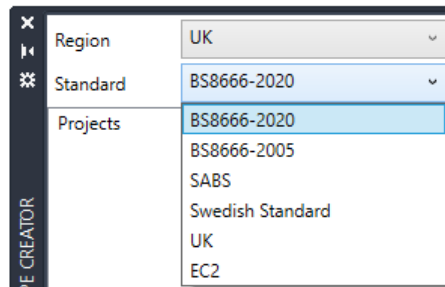 Region UK
Standard BS8666-2020
Projects BS8666-2020
BS8666-2005
SABS
Swedish Standard
UK
EC2
PE CREATOR